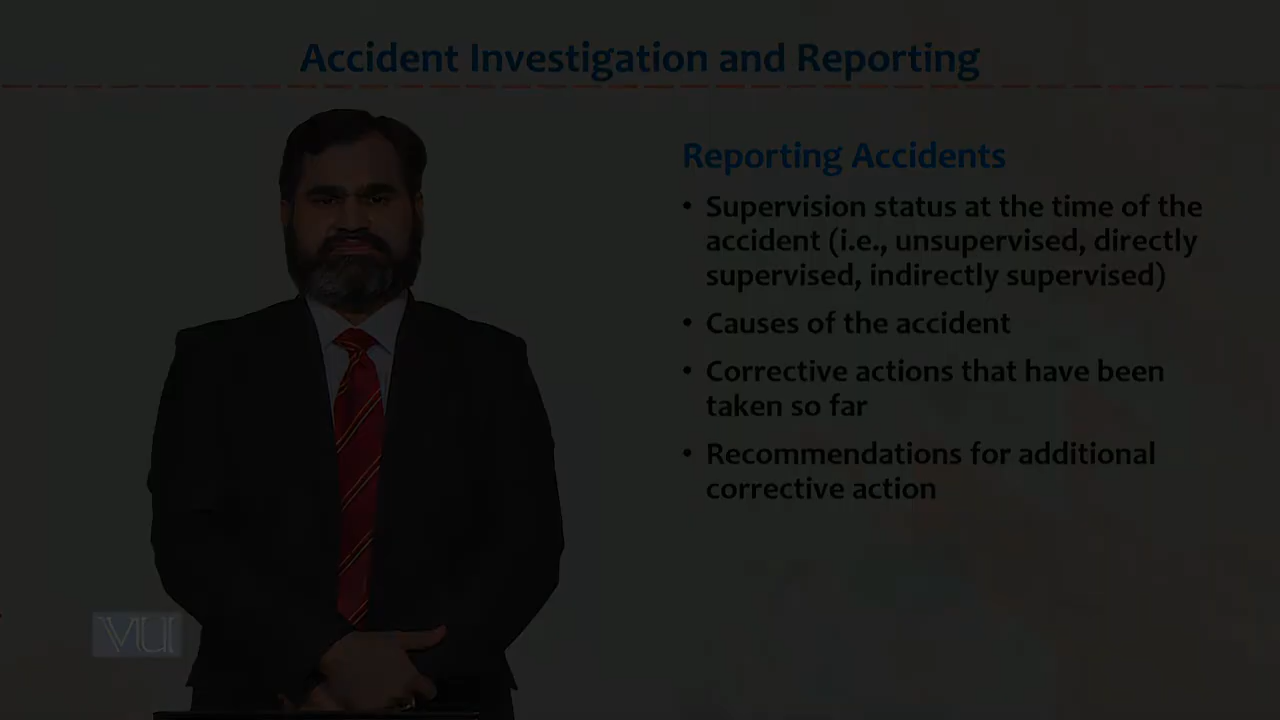 Accident Investigation and Reporting
Reporting Accidents
• Supervision status at the time of the
accident (i.e., unsupervised, directly
supervised, indirectly supervised)
• Causes of the accident
• Corrective actions that have been
taken so far
• Recommendations for additional
corrective action
VU